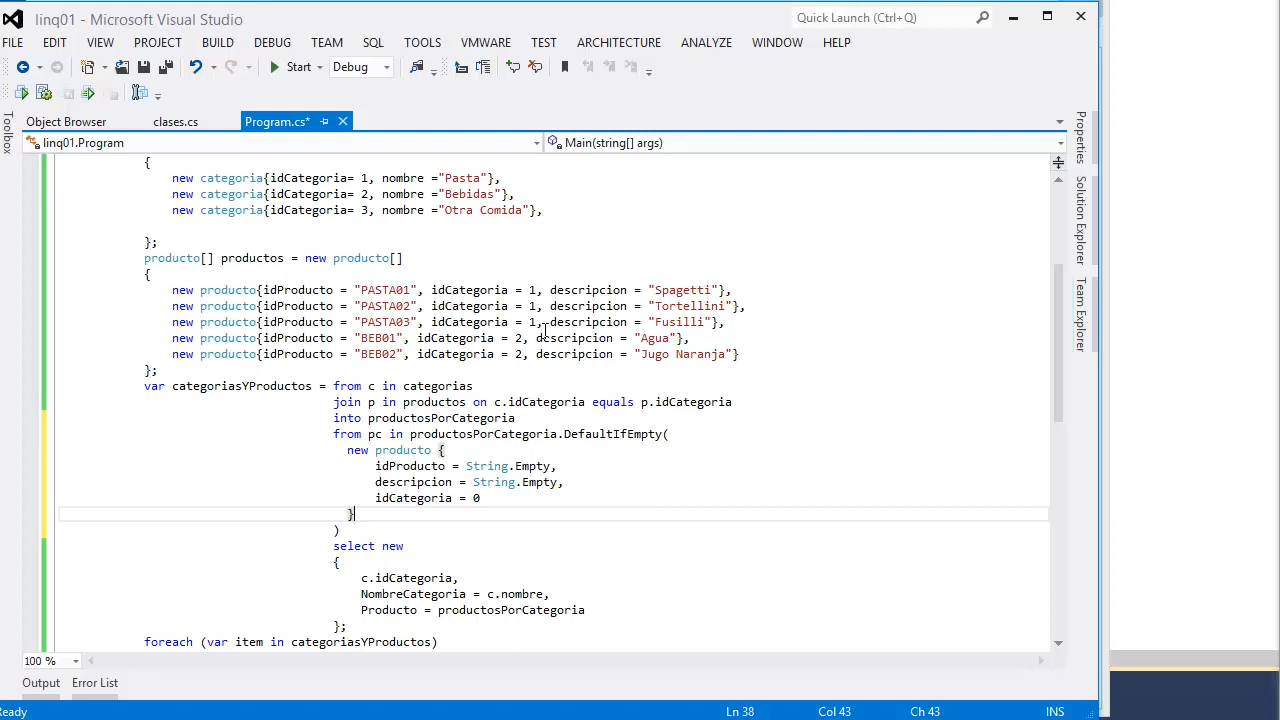 linq01 - Microsoft Visual Studio
Quick Launch (Ctrl+Q)
FILE EDIT VIEW PROJECT BUILD DEBUG TEAM SQL TOOLS VMWARE TEST ARCHITECTURE ANALYZE WINDOW HELP
Start Debug
Object Browser clases.cs Program.cs*
linq01.Program Main(string[] args)
Toolbox
Properties
Solution Explorer
Team Explorer
{
new categoria{idCategoria= 1, nombre ="Pasta"},
new categoria{idCategoria= 2, nombre ="Bebidas"},
new categoria{idCategoria= 3, nombre ="Otra Comida"},
};
producto[] productos = new producto[]
{
new producto{idProducto = "PASTA01", idCategoria = 1, descripcion = "Spagetti"},
new producto{idProducto = "PASTA02", idCategoria = 1, descripcion = "Tortellini"},
new producto{idProducto = "PASTA03", idCategoria = 1, descripcion = "Fusilli"},
new producto{idProducto = "BEB01", idCategoria = 2, descripcion = "Agua"},
new producto{idProducto = "BEB02", idCategoria = 2, descripcion = "Jugo Naranja"}
};
var categoriasYProductos = from c in categorias
join p in productos on c.idCategoria equals p.idCategoria
into productosPorCategoria
from pc in productosPorCategoria.DefaultIfEmpty(
new producto {
idProducto = String.Empty,
descripcion = String.Empty,
idCategoria = 0
}
)
select new
{
c.idCategoria,
NombreCategoria = c.nombre,
Producto = productosPorCategoria
};
foreach (var item in categoriasYProductos)
100 %
Output Error List
Ready Ln 38 Col 43 Ch 43 INS